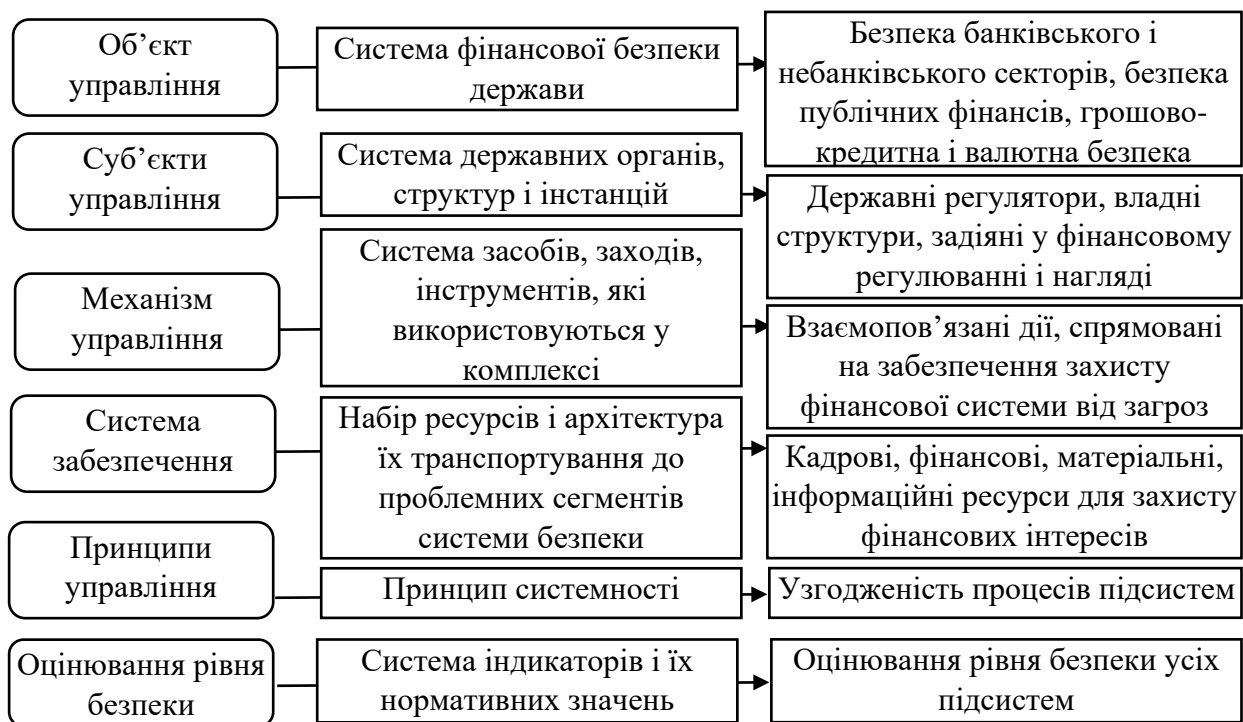 Об’єкт
управління
Система фінансової безпеки
держави
Безпека банківського і
небанківського секторів, безпека
публічних фінансів, грошово-
кредитна і валютна безпека
Суб’єкти
управління
Система державних органів,
структур і інстанцій
Державні регулятори, владні
структури, задіяні у фінансовому
регулюванні і нагляді
Механізм
управління
Система засобів, заходів,
інструментів, які
використовуються у
комплексі
Взаємопов’язані дії, спрямовані
на забезпечення захисту
фінансової системи від загроз
Система
забезпечення
Набір ресурсів і архітектура
їх транспортування до
проблемних сегментів
системи безпеки
Кадрові, фінансові, матеріальні,
інформаційні ресурси для захисту
фінансових інтересів
Принципи
управління
Принцип системності
Узгодженість процесів підсистем
Оцінювання рівня
безпеки
Система індикаторів і їх
нормативних значень
Оцінювання рівня безпеки усіх
підсистем